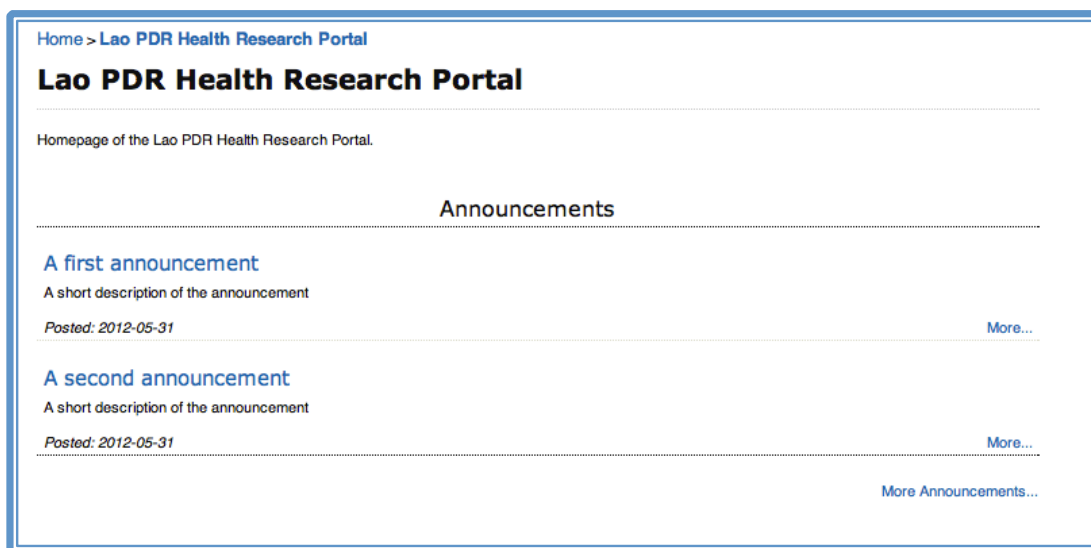 Home > Lao PDR Health Research Portal
Lao PDR Health Research Portal
Homepage of the Lao PDR Health Research Portal.
Announcements
A first announcement
A short description of the announcement
Posted: 2012-05-31 More...
A second announcement
A short description of the announcement
Posted: 2012-05-31 More...
More Announcements...